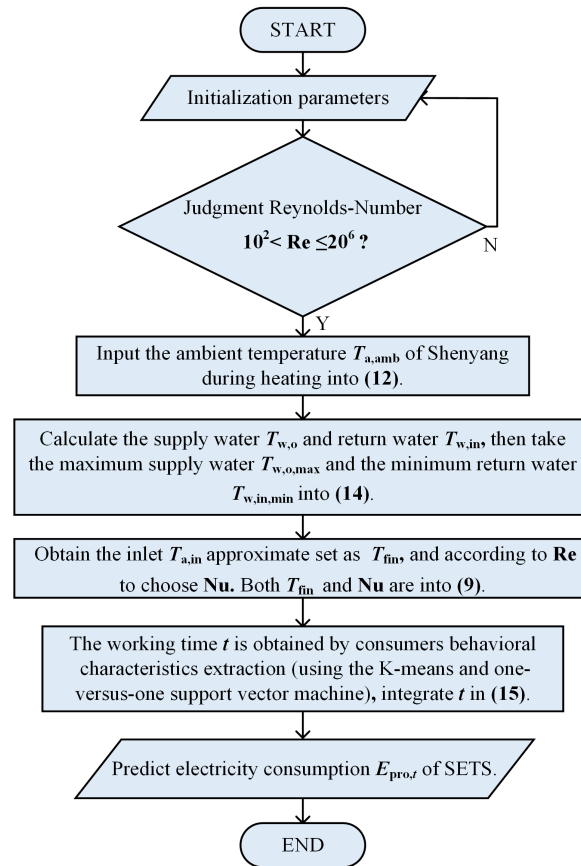 START
Initialization parameters
Judgment Reynolds-Number
10² < Re ≤20⁶ ?
N
Y
Input the ambient temperature T_a,amb of Shenyang
during heating into (12).
Calculate the supply water T_w,o and return water T_w,in, then take
the maximum supply water T_w,o,max and the minimum return water
T_w,in,min into (14).
Obtain the inlet T_a,in approximate set as T_fin, and according to Re
to choose Nu. Both T_fin and Nu are into (9).
The working time t is obtained by consumers behavioral
characteristics extraction (using the K-means and one-
versus-one support vector machine), integrate t in (15).
Predict electricity consumption E_pro,t of SETS.
END